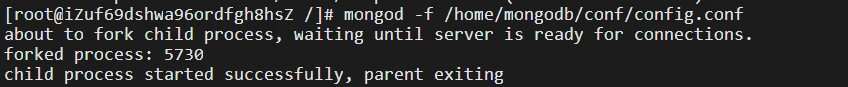 [root@iZuf69dshwa96ordfgh8hsZ /]# mongod -f /home/mongodb/conf/config.conf
about to fork child process, waiting until server is ready for connections.
forked process: 5730
child process started successfully, parent exiting